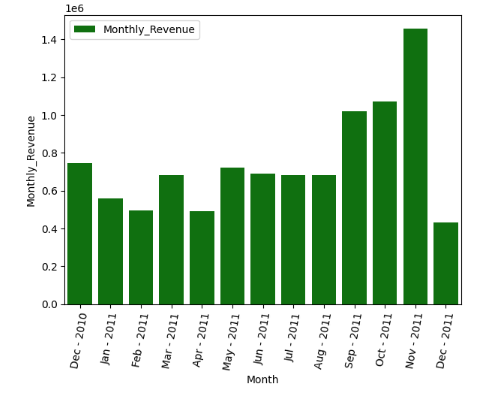 1e6
Monthly_Revenue
1.4
1.2
1.0
0.8
0.6
0.4
0.2
0.0
Monthly_Revenue
Dec - 2010
Jan - 2011
Feb - 2011
Mar - 2011
Apr - 2011
May - 2011
Jun - 2011
Jul - 2011
Aug - 2011
Sep - 2011
Oct - 2011
Nov - 2011
Dec - 2011
Month